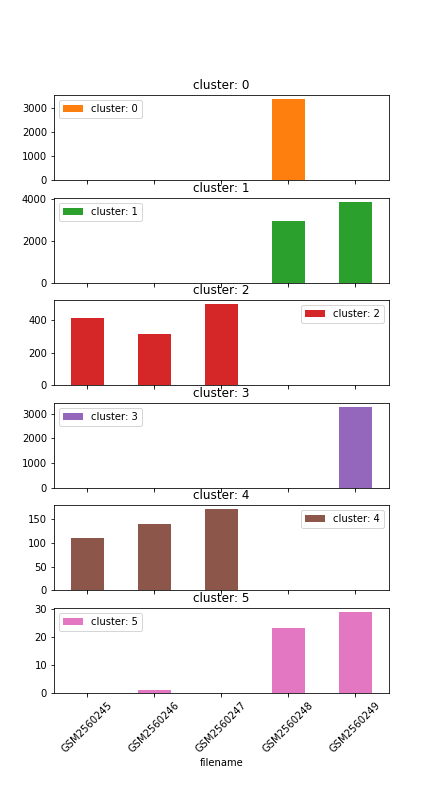 cluster: 0
3000
2000
1000
0
cluster: 0
cluster: 1
4000
2000
0
cluster: 1
cluster: 2
400
200
0
cluster: 2
cluster: 3
3000
2000
1000
0
cluster: 3
cluster: 4
150
100
50
0
cluster: 4
cluster: 5
30
20
10
0
cluster: 5
GSM2560245
GSM2560246
GSM2560247
GSM2560248
GSM2560249
filename